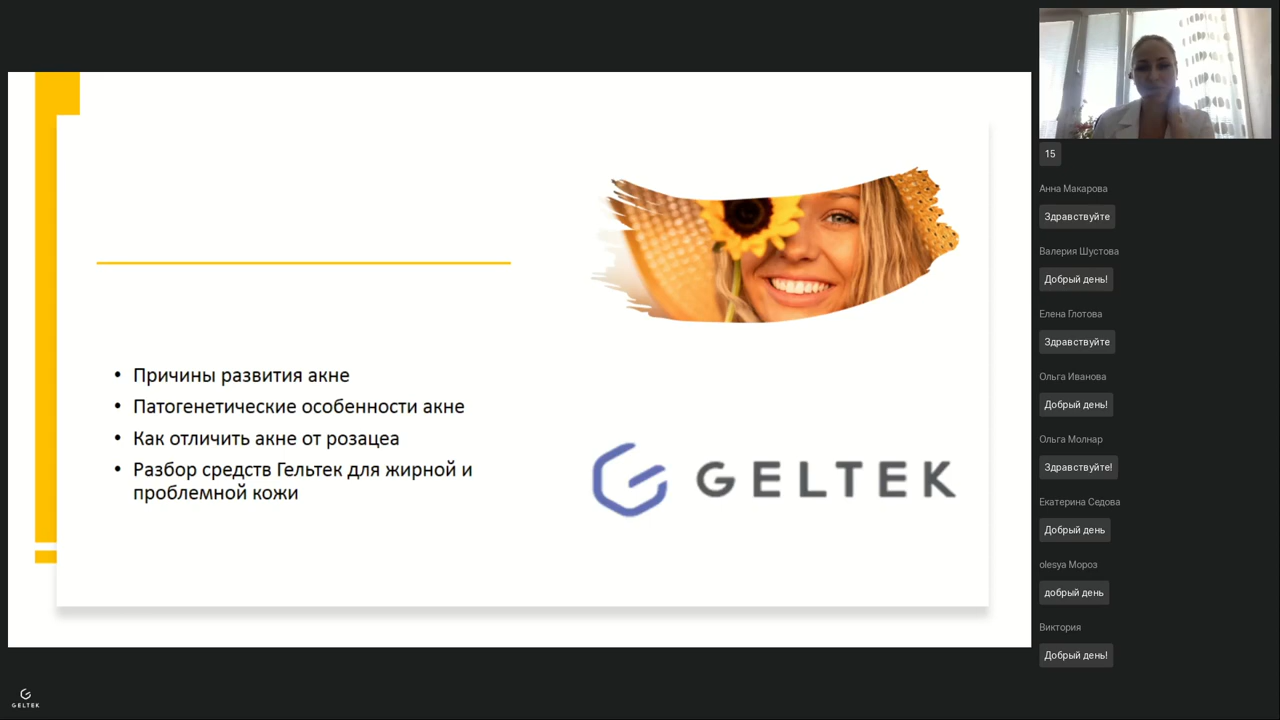 Причины развития акне
Патогенетические особенности акне
Как отличить акне от розацеа
Разбор средств Гельтек для жирной и
проблемной кожи
GELTEK
15
Анна Макарова
Здравствуйте
Валерия Шустова
Добрый день!
Елена Глотова
Здравствуйте
Ольга Иванова
Добрый день!
Ольга Молнар
Здравствуйте!
Екатерина Седова
Добрый день
olesya Мороз
добрый день
Виктория
Добрый день!
GELTEK